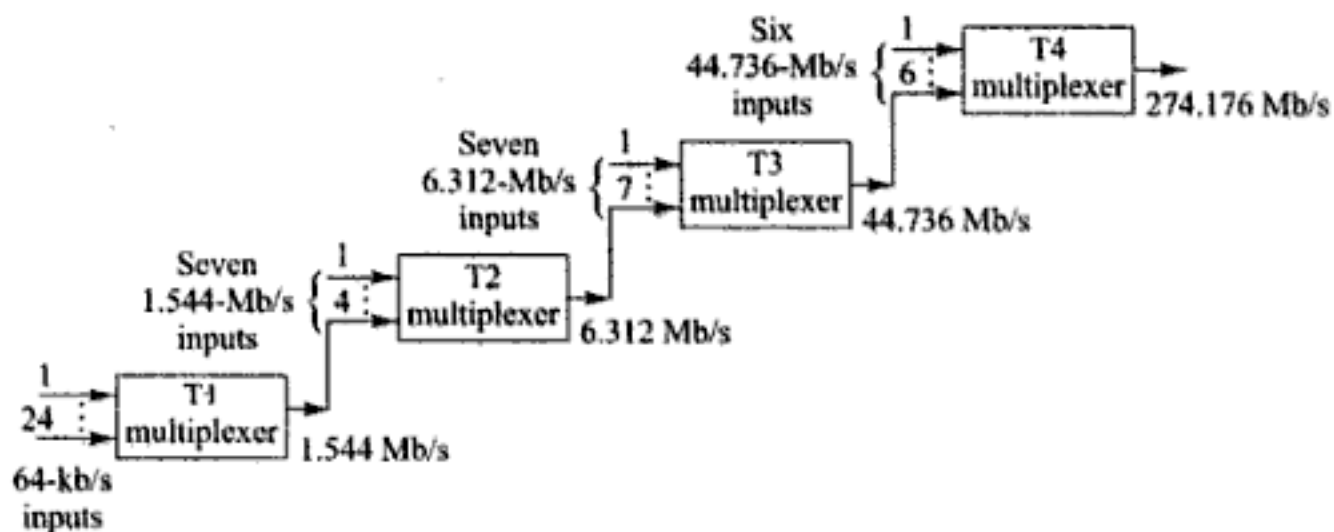 Six
44.736-Mb/s
inputs
1
6
T4
multiplexer
274.176 Mb/s
Seven
6.312-Mb/s
inputs
1
7
T3
multiplexer
44.736 Mb/s
Seven
1.544-Mb/s
inputs
1
4
T2
multiplexer
6.312 Mb/s
1
24
64-kb/s
inputs
T1
multiplexer
1.544 Mb/s